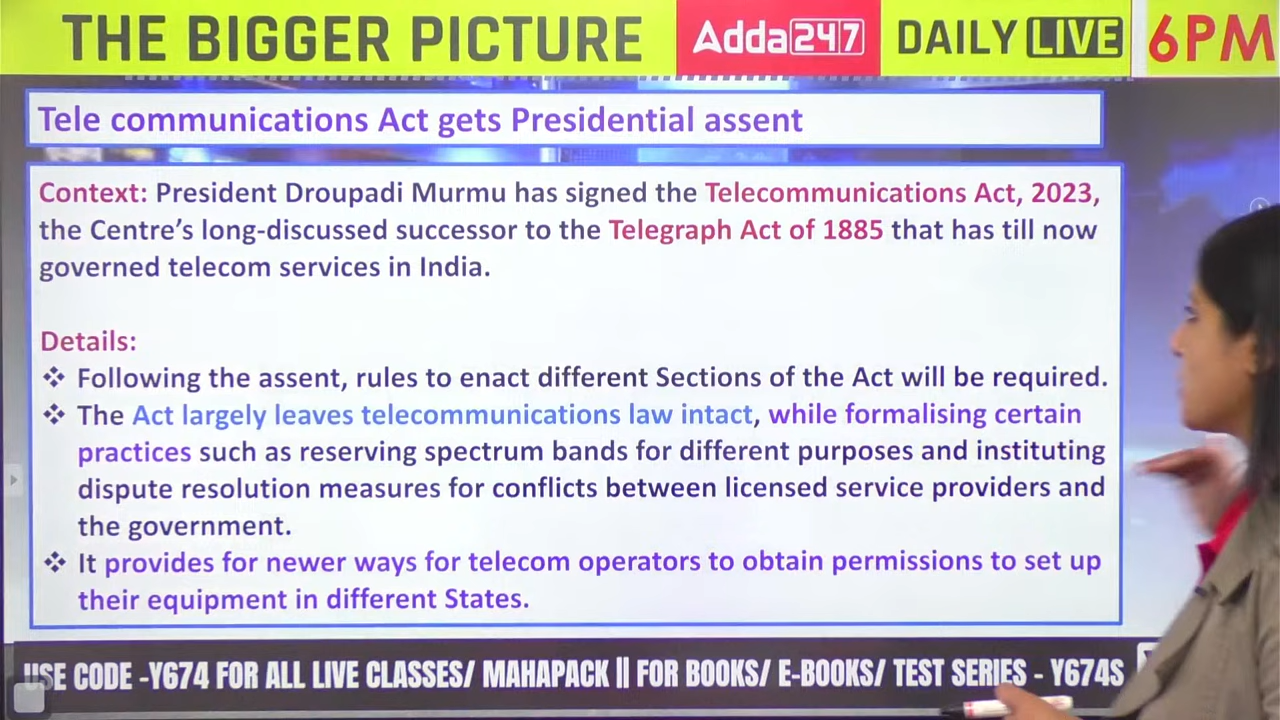 THE BIGGER PICTURE
Adda247
DAILY LIVE
6PM
Tele communications Act gets Presidential assent
Context: President Droupadi Murmu has signed the Telecommunications Act, 2023,
the Centre’s long-discussed successor to the Telegraph Act of 1885 that has till now
governed telecom services in India.
Details:
❖ Following the assent, rules to enact different Sections of the Act will be required.
❖ The Act largely leaves telecommunications law intact, while formalising certain
practices such as reserving spectrum bands for different purposes and instituting
dispute resolution measures for conflicts between licensed service providers and
the government.
❖ It provides for newer ways for telecom operators to obtain permissions to set up
their equipment in different States.
USE CODE -Y674 FOR ALL LIVE CLASSES/ MAHAPACK || FOR BOOKS/ E-BOOKS/ TEST SERIES - Y674S